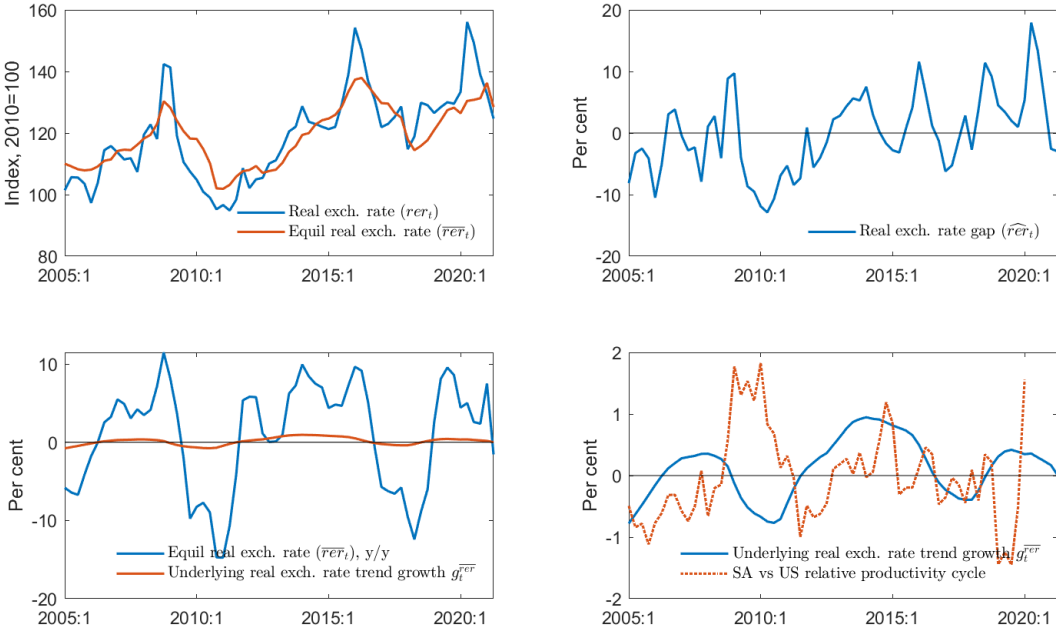 160
140
120
100
80
Index, 2010=100
Real exch. rate (rer_t)
Equil real exch. rate (\overline{rer}_t)
2005:1 2010:1 2015:1 2020:1
20
10
0
-10
-20
Per cent
Real exch. rate gap (\widehat{rer}_t)
2005:1 2010:1 2015:1 2020:1
10
0
-10
-20
Per cent
Equil real exch. rate (\overline{rer}_t), y/y
Underlying real exch. rate trend growth g_t^{\overline{rer}}
2005:1 2010:1 2015:1 2020:1
2
1
0
-1
-2
Per cent
Underlying real exch. rate trend growth g_t^{\overline{rer}}
SA vs US relative productivity cycle
2005:1 2010:1 2015:1 2020:1